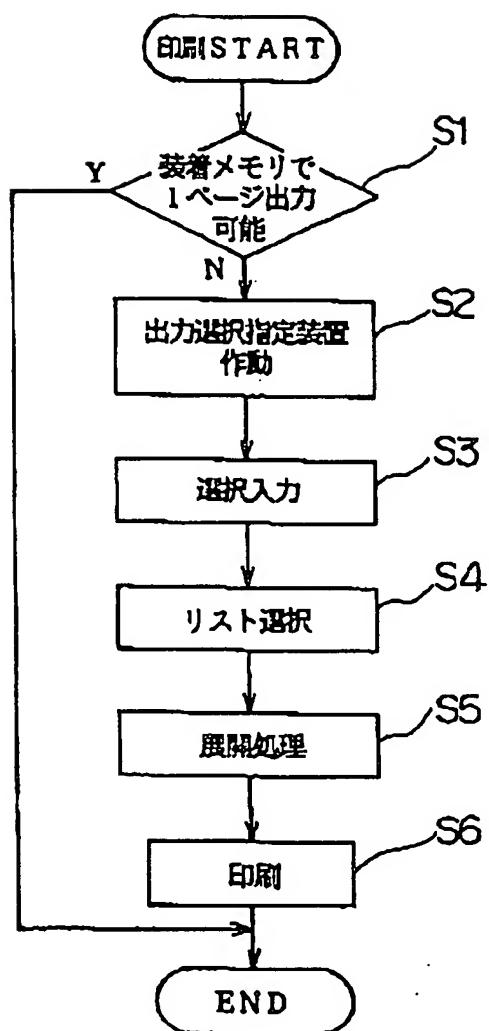 印刷START
S1
装着メモリで
1ページ出力
可能
Y
N
S2
出力選択指定装置
作動
S3
選択入力
S4
リスト選択
S5
展開処理
S6
印刷
END